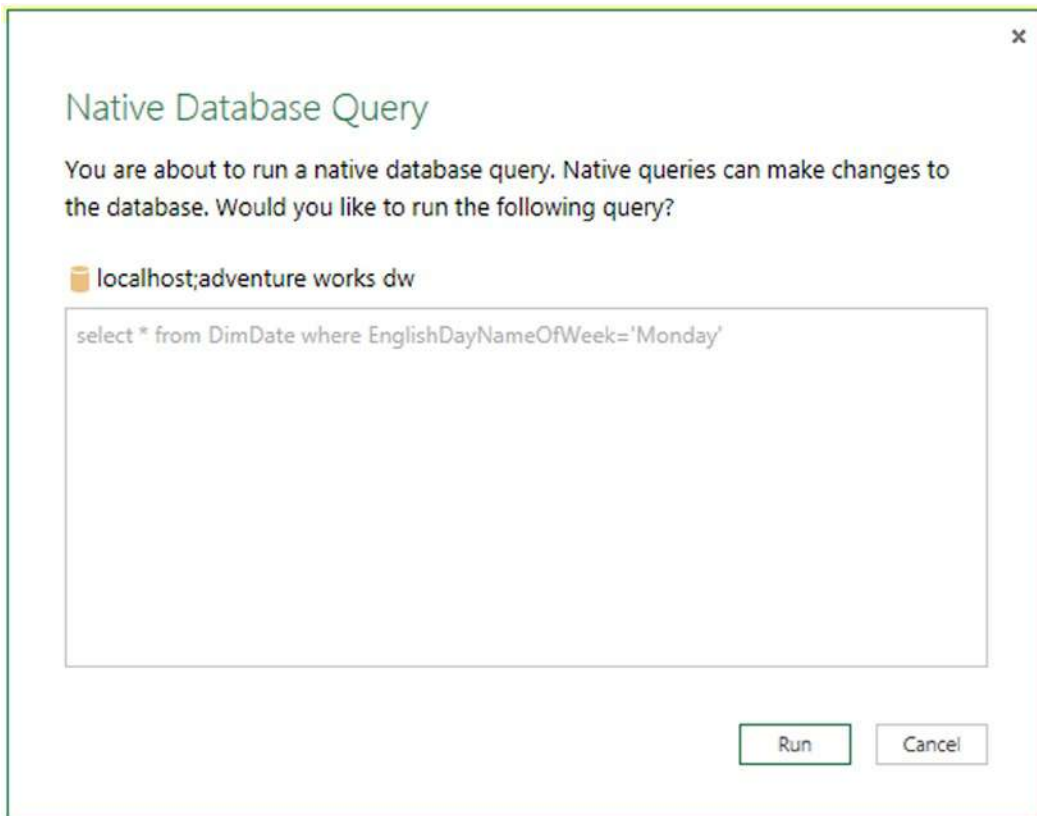 Native Database Query
You are about to run a native database query. Native queries can make changes to
the database. Would you like to run the following query?
localhost;adventure works dw
select * from DimDate where EnglishDayNameOfWeek='Monday'
Run Cancel